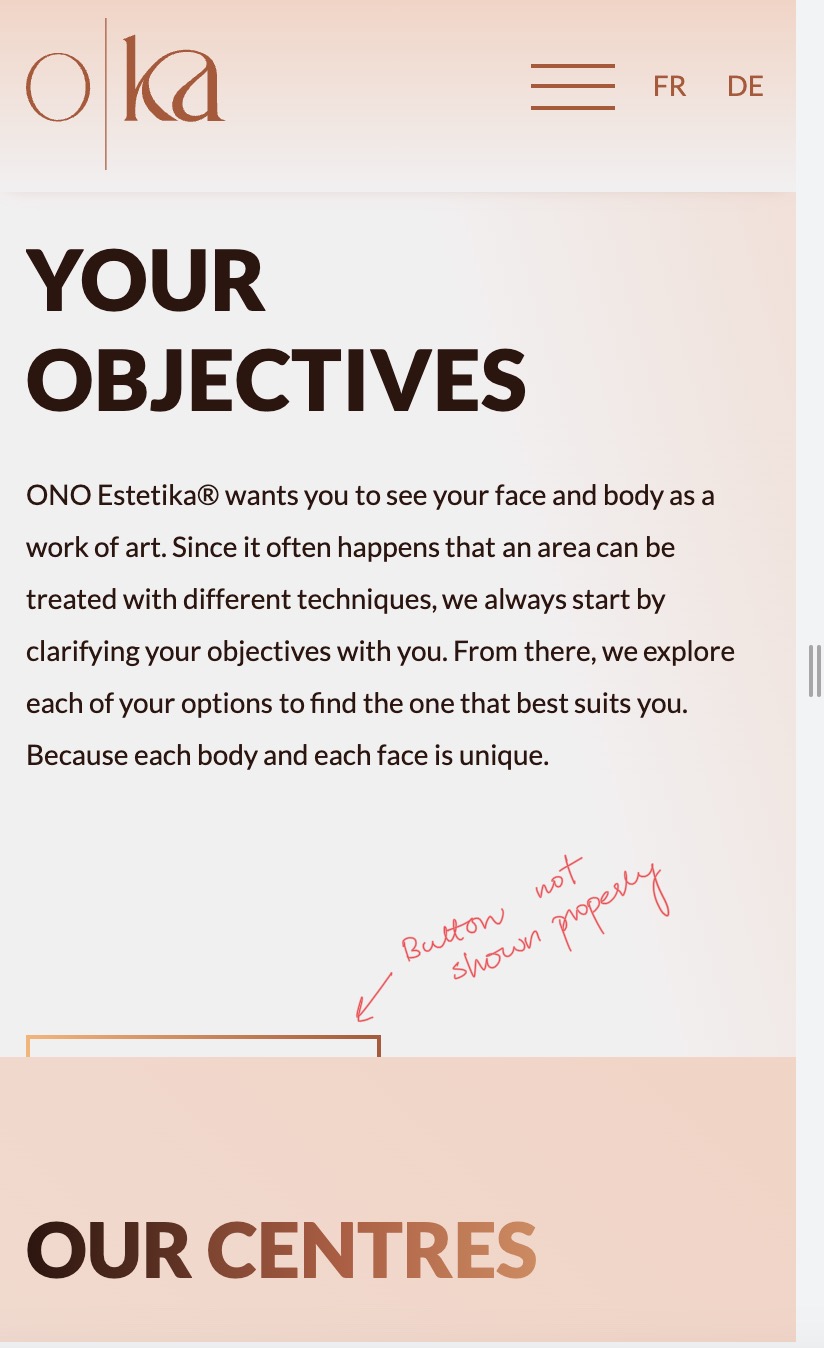 o ka
FR DE
YOUR
OBJECTIVES
ONO Estetika® wants you to see your face and body as a
work of art. Since it often happens that an area can be
treated with different techniques, we always start by
clarifying your objectives with you. From there, we explore
each of your options to find the one that best suits you.
Because each body and each face is unique.
Button not
shown properly
OUR CENTRES